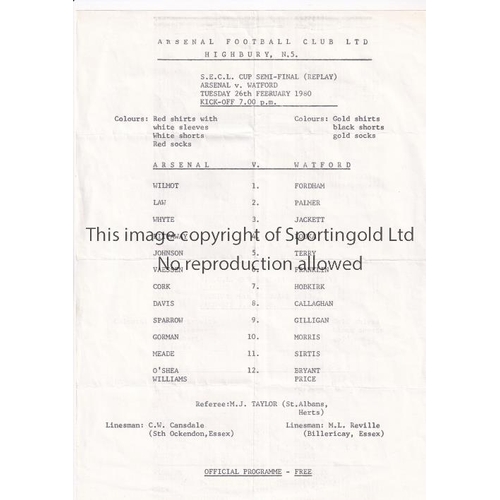 ARSENAL FOOTBALL CLUB LTD
HIGHBURY, N.5.
S.E.C.L. CUP SEMI-FINAL (REPLAY)
ARSENAL v. WATFORD
TUESDAY 26th FEBRUARY 1980
KICK-OFF 7.00 p.m.
Colours: Red shirts with white sleeves White shorts Red socks
Colours: Gold shirts black shorts gold socks
ARSENAL V. WATFORD
WILMOT 1. FORDHAM
LAW 2. PALMER
WHYTE 3. JACKETT
This image copyright of Sportingold Ltd
JOHNSON 5. TERRY
No reproduction allowed
VAESSEN 6. FRANKLIN
CORK 7. HODKIRK
DAVIS 8. CALLAGHAN
SPARROW 9. GILLIGAN
GORMAN 10. MORRIS
MEADE 11. SIRTIS
O'SHEA 12. BRYANT
WILLIAMS PRICE
Referee:M.J. TAYLOR (St.Albans, Herts)
Linesman: C.W. Cansdale (Sth Ockendon,Essex)
Linesman: M.L. Reville (Billericay, Essex)
OFFICIAL PROGRAMME - FREE